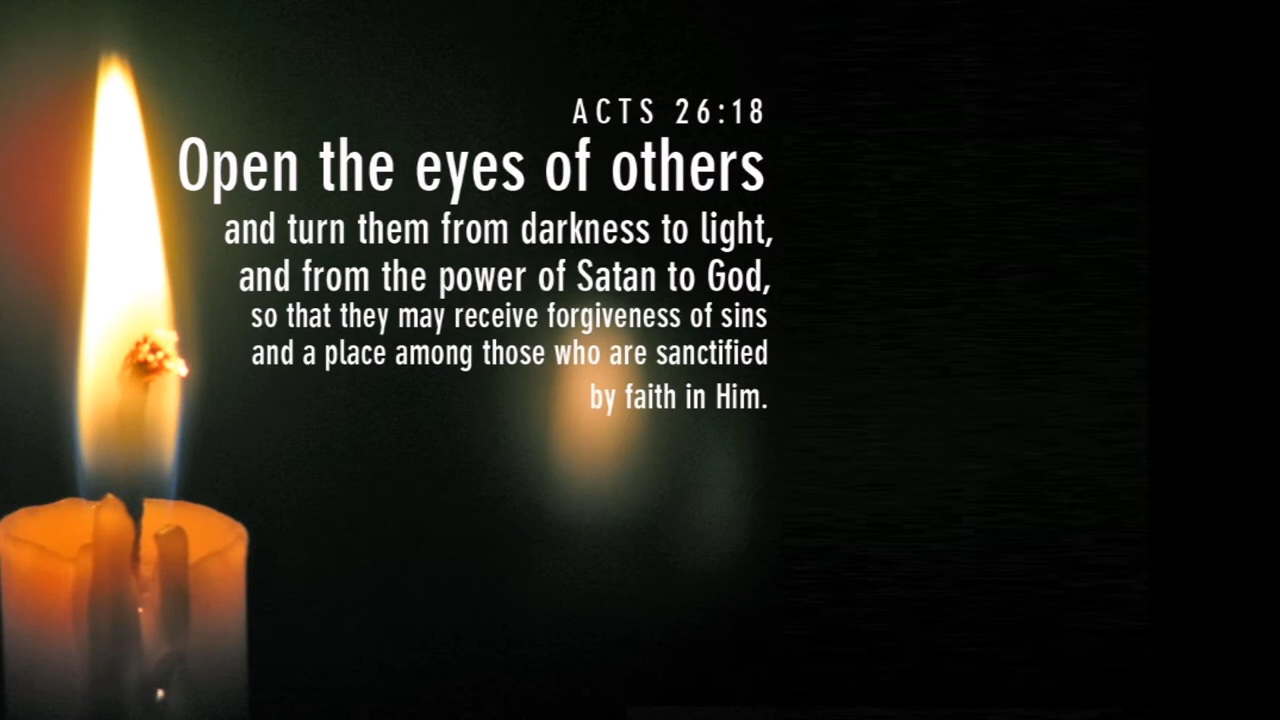 ACTS 26:18
Open the eyes of others
and turn them from darkness to light,
and from the power of Satan to God,
so that they may receive forgiveness of sins
and a place among those who are sanctified
by faith in Him.